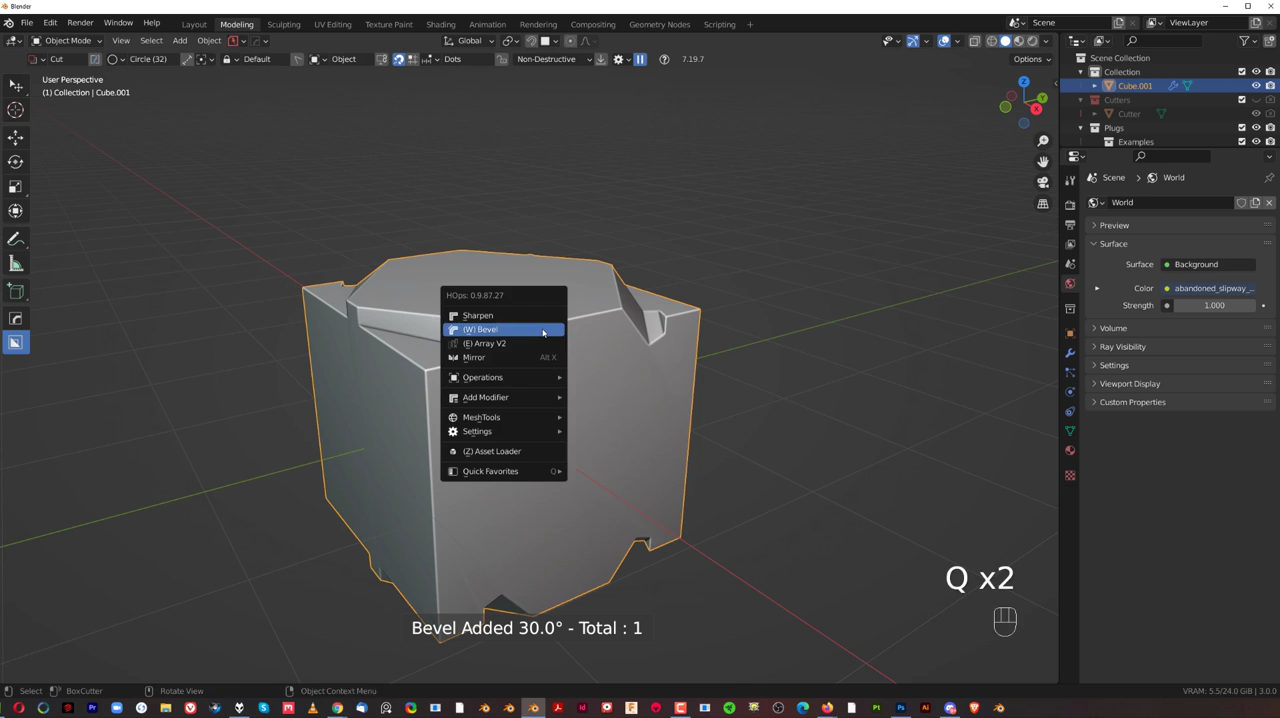 Blender
File Edit Render Window Help Layout Modeling Sculpting UV Editing Texture Paint Shading Animation Rendering Compositing Geometry Nodes Scripting + Scene ViewLayer
Object Mode View Select Add Object Global
Cut Circle (32) Default Object Dots Non-Destructive 7.19.7 Options
User Perspective
(1) Collection | Cube.001
Z
Y
X
Scene Collection
Collection
Cube.001
Cutters
Cutter
Plugs
Examples
Scene > World
World
Preview
Surface
Surface Background
Color abandoned_slipway_...
Strength 1.000
Volume
Ray Visibility
Settings
Viewport Display
Custom Properties
HOps: 0.9.87.27
Sharpen
(W) Bevel
(E) Array V2
Mirror Alt X
Operations
Add Modifier
MeshTools
Settings
(Z) Asset Loader
Quick Favorites Q
Q x2
Bevel Added 30.0° - Total : 1
Select BoxCutter Rotate View Object Context Menu VRAM: 5.5/24.0 GiB | 3.0.0